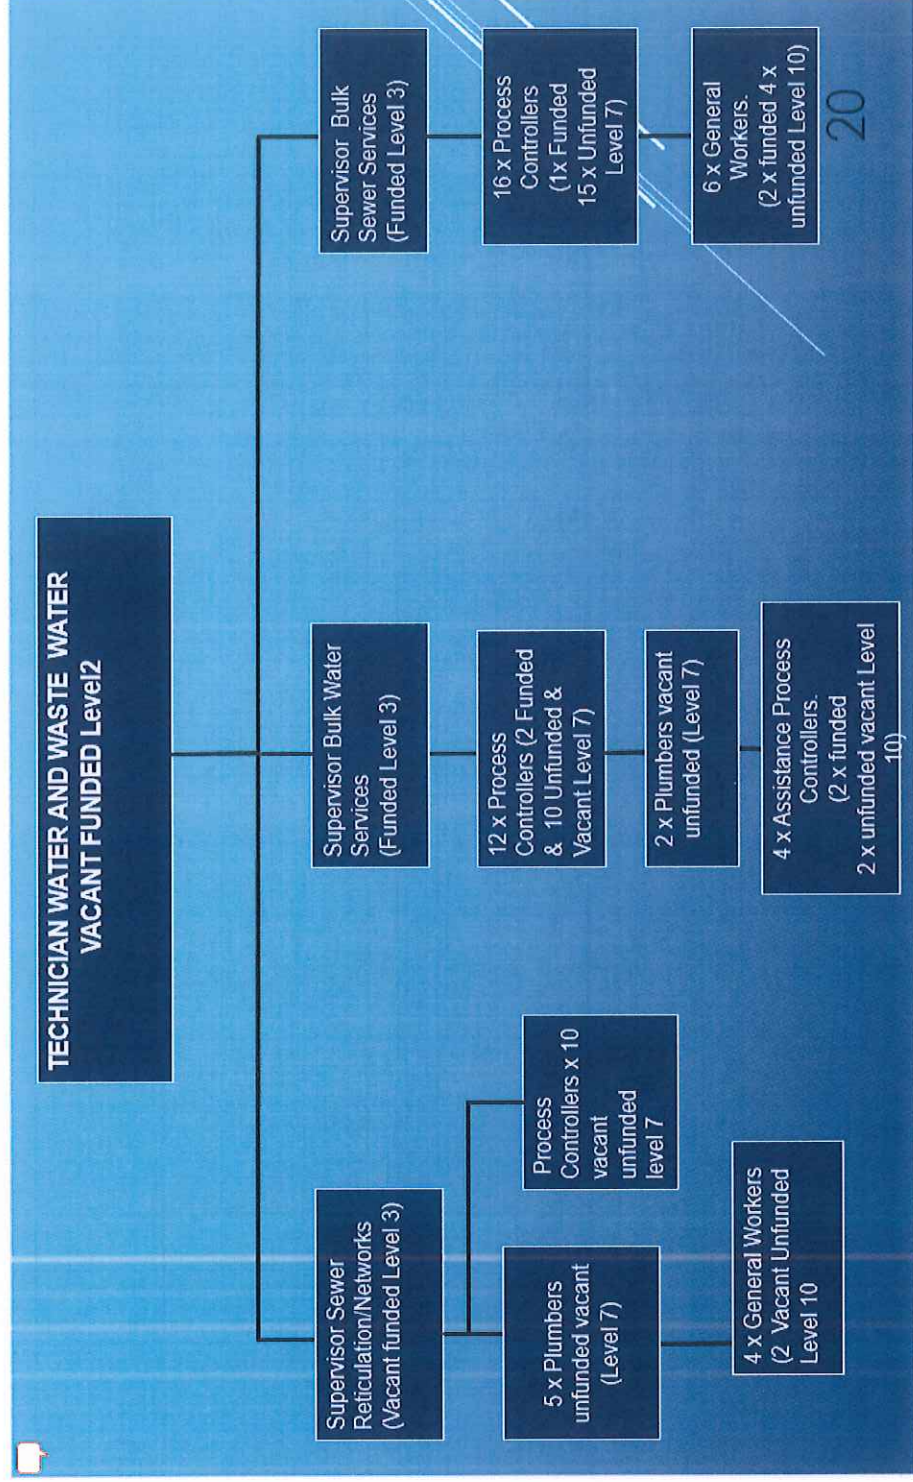 TECHNICIAN WATER AND WASTE WATER
VACANT FUNDED Level2
Supervisor Sewer
Reticulation/Networks
(Vacant funded Level 3)
5 x Plumbers
unfunded vacant
(Level 7)
Process
Controllers x 10
vacant
unfunded
level 7
4 x General Workers
(2 Vacant Unfunded
Level 10
Supervisor Bulk Water
Services
(Funded Level 3)
12 x Process
Controllers (2 Funded
& 10 Unfunded &
Vacant Level 7)
2 x Plumbers vacant
unfunded (Level 7)
4 x Assistance Process
Controllers.
(2 x funded
2 x unfunded vacant Level
10)
Supervisor Bulk
Sewer Services
(Funded Level 3)
16 x Process
Controllers
(1x Funded
15 x Unfunded
Level 7)
6 x General
Workers.
(2 x funded 4 x
unfunded Level 10)
20